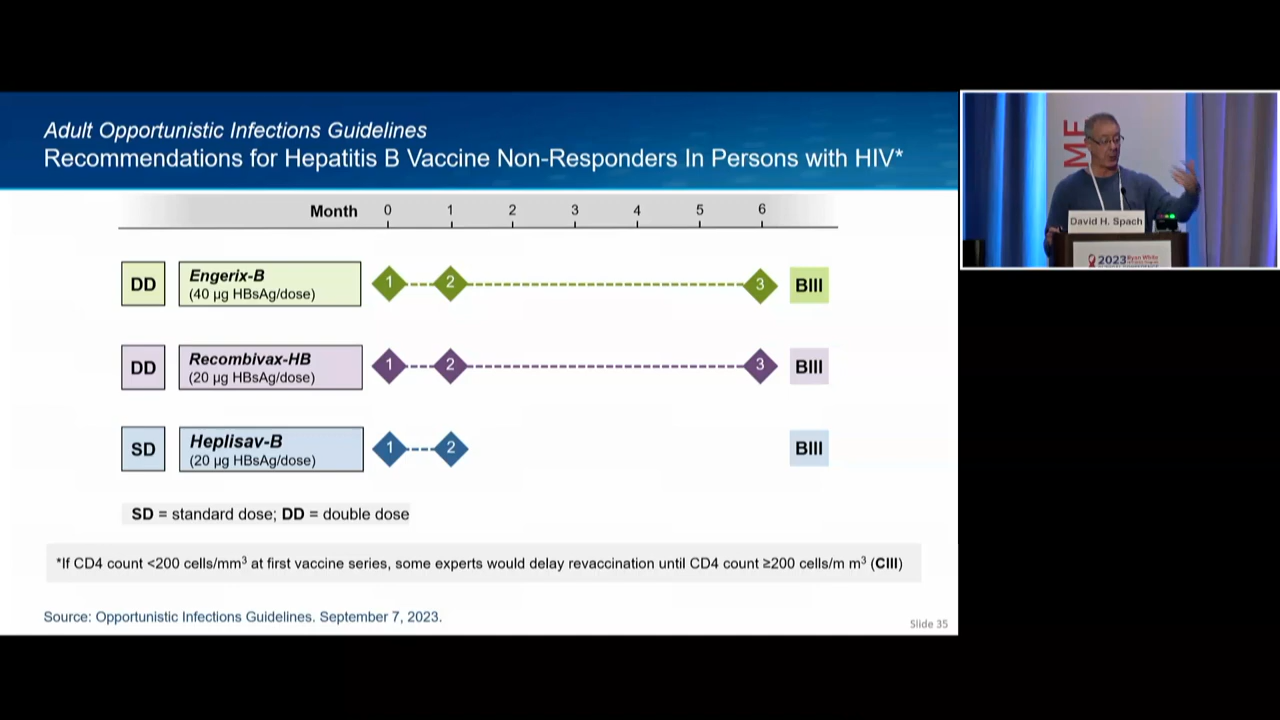 Adult Opportunistic Infections Guidelines
Recommendations for Hepatitis B Vaccine Non-Responders In Persons with HIV*
Month 0 1 2 3 4 5 6
DD Engerix-B (40 µg HBsAg/dose) 1 2 3 BIII
DD Recombivax-HB (20 µg HBsAg/dose) 1 2 3 BIII
SD Heplisav-B (20 µg HBsAg/dose) 1 2 BIII
SD = standard dose; DD = double dose
*If CD4 count <200 cells/mm³ at first vaccine series, some experts would delay revaccination until CD4 count ≥200 cells/m m³ (CIII)
Source: Opportunistic Infections Guidelines. September 7, 2023.
Slide 35
ME
David H. Spach
2023 Ryan White